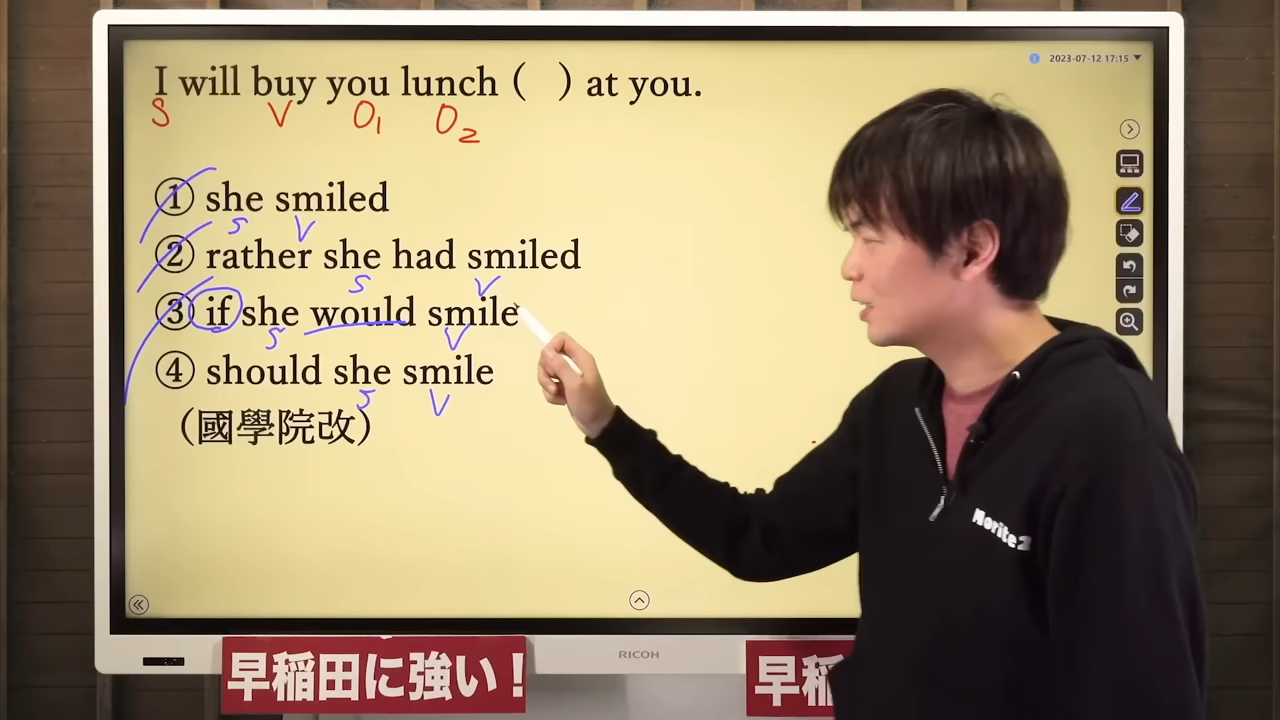 I will buy you lunch (  ) at you.
S V O1 O2
① she smiled
S V
② rather she had smiled
S V
③ if she would smile
S V
④ should she smile
S V
（國學院改）
2023-07-12 17:15
Morite2
RICOH
早稲田に強い！
早稲